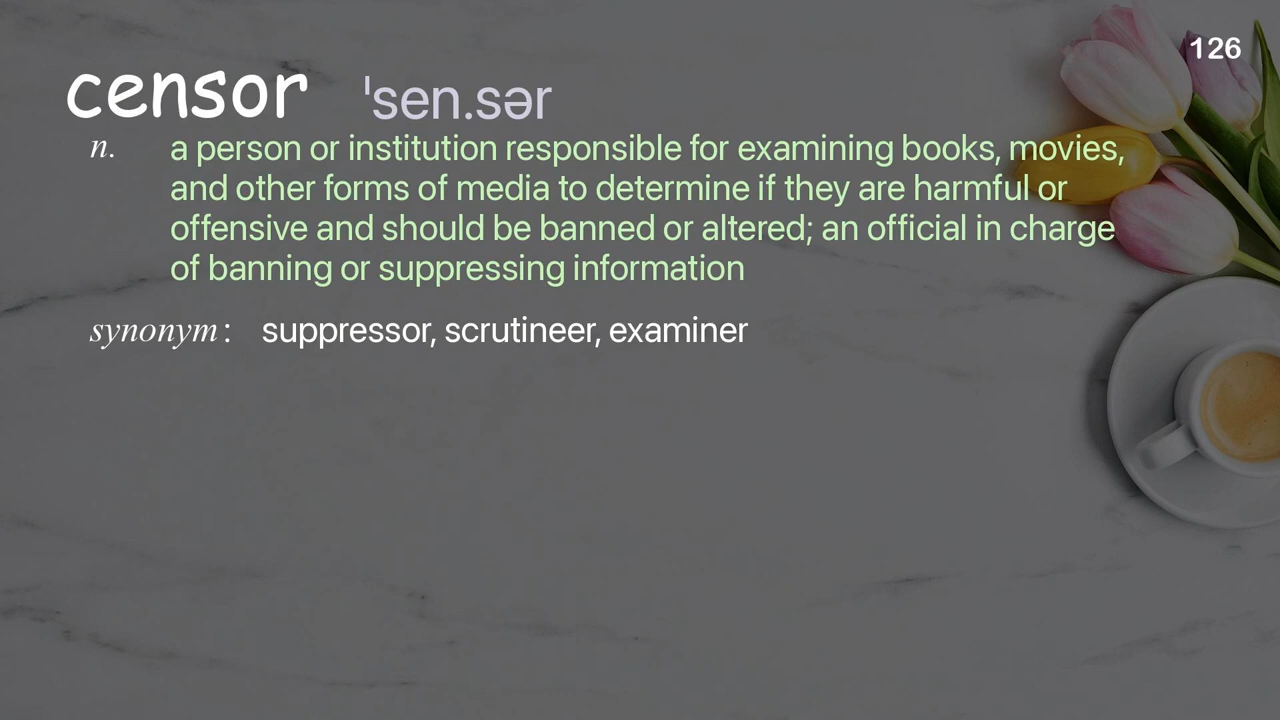 126
censor ˈsen.sər
n. a person or institution responsible for examining books, movies,
and other forms of media to determine if they are harmful or
offensive and should be banned or altered; an official in charge
of banning or suppressing information
synonym: suppressor, scrutineer, examiner